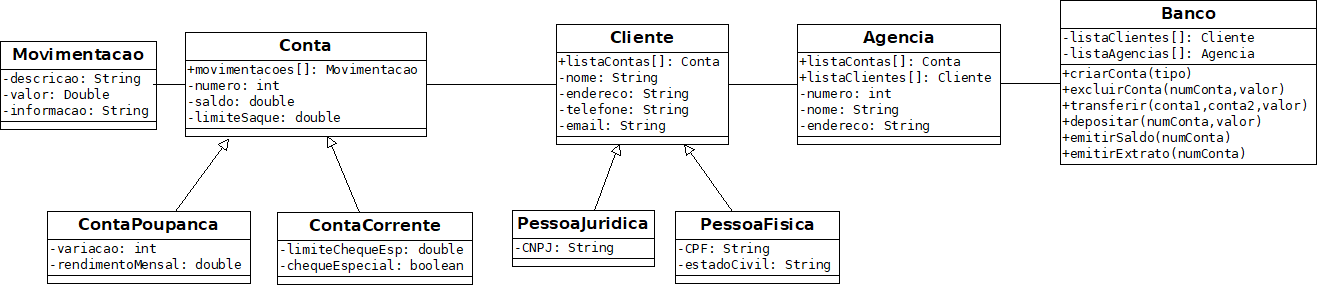 Movimentacao
-descricao: String
-valor: Double
-informacao: String
Conta
+movimentacoes[]: Movimentacao
-numero: int
-saldo: double
-limiteSaque: double
Cliente
+listaContas[]: Conta
-nome: String
-endereco: String
-telefone: String
-email: String
Agencia
+listaContas[]: Conta
+listaClientes[]: Cliente
-numero: int
-nome: String
-endereco: String
Banco
-listaClientes[]: Cliente
-listaAgencias[]: Agencia
+criarConta(tipo)
+excluirConta(numConta,valor)
+transferir(conta1,conta2,valor)
+depositar(numConta,valor)
+emitirSaldo(numConta)
+emitirExtrato(numConta)
ContaPoupanca
-variacao: int
-rendimentoMensal: double
ContaCorrente
-limiteChequeEsp: double
-chequeEspecial: boolean
PessoaJuridica
-CNPJ: String
PessoaFisica
-CPF: String
-estadoCivil: String